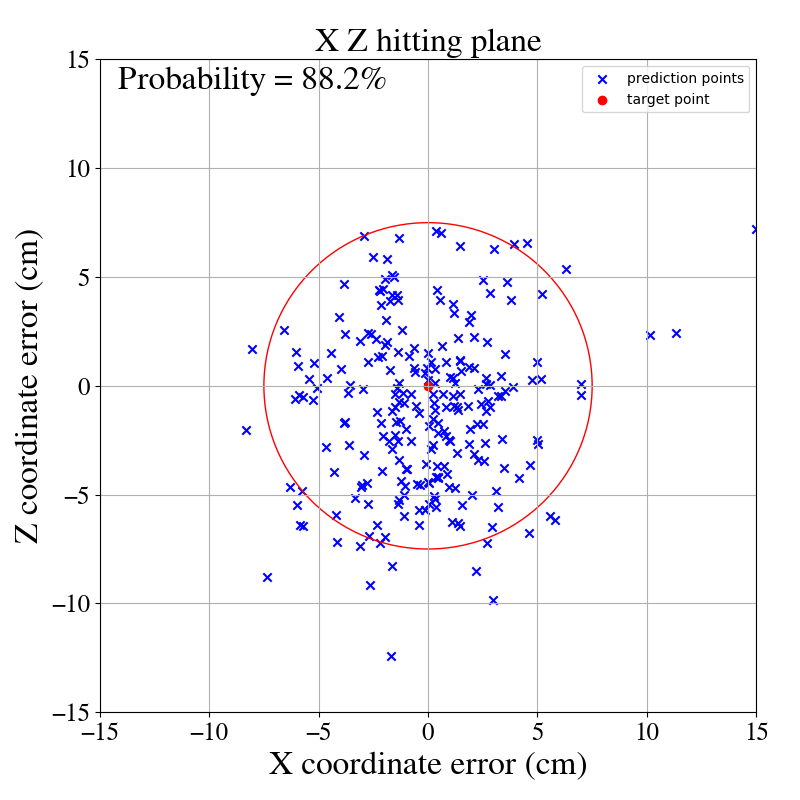 X Z hitting plane
Probability = 88.2%
prediction points
target point
Z coordinate error (cm)
15
10
5
0
−5
−10
−15
−15 −10 −5 0 5 10 15
X coordinate error (cm)